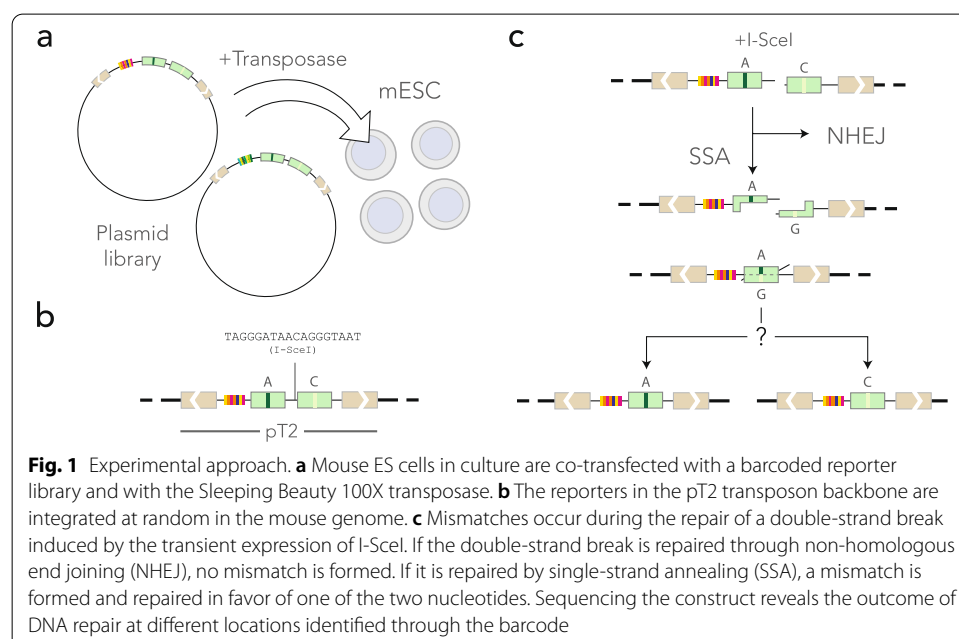 a
+Transposase
mESC
Plasmid
library
b
TAGGGATAACAGGGTAAT
(I-SceI)
A
C
pT2
c
+I-SceI
A
C
NHEJ
SSA
A
G
A
G
?
A
C
Fig. 1 Experimental approach. a Mouse ES cells in culture are co-transfected with a barcoded reporter
library and with the Sleeping Beauty 100X transposase. b The reporters in the pT2 transposon backbone are
integrated at random in the mouse genome. c Mismatches occur during the repair of a double-strand break
induced by the transient expression of I-SceI. If the double-strand break is repaired through non-homologous
end joining (NHEJ), no mismatch is formed. If it is repaired by single-strand annealing (SSA), a mismatch is
formed and repaired in favor of one of the two nucleotides. Sequencing the construct reveals the outcome of
DNA repair at different locations identified through the barcode